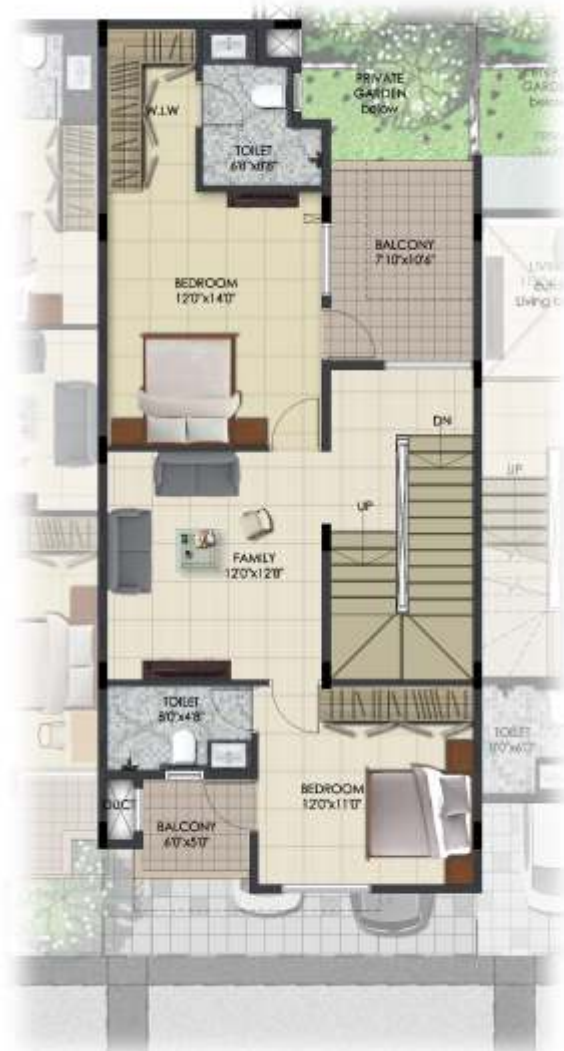 PRIVATE
GARDEN
below
W.I.W
TOILET
6'8"x8'8"
BALCONY
7'10"x10'6"
BEDROOM
12'0"x14'0"
DN
UP
UP
FAMILY
12'0"x12'8"
TOILET
8'0"x4'8"
TOILET
BEDROOM
12'0"x11'0"
DUCT
BALCONY
6'0"x5'0"